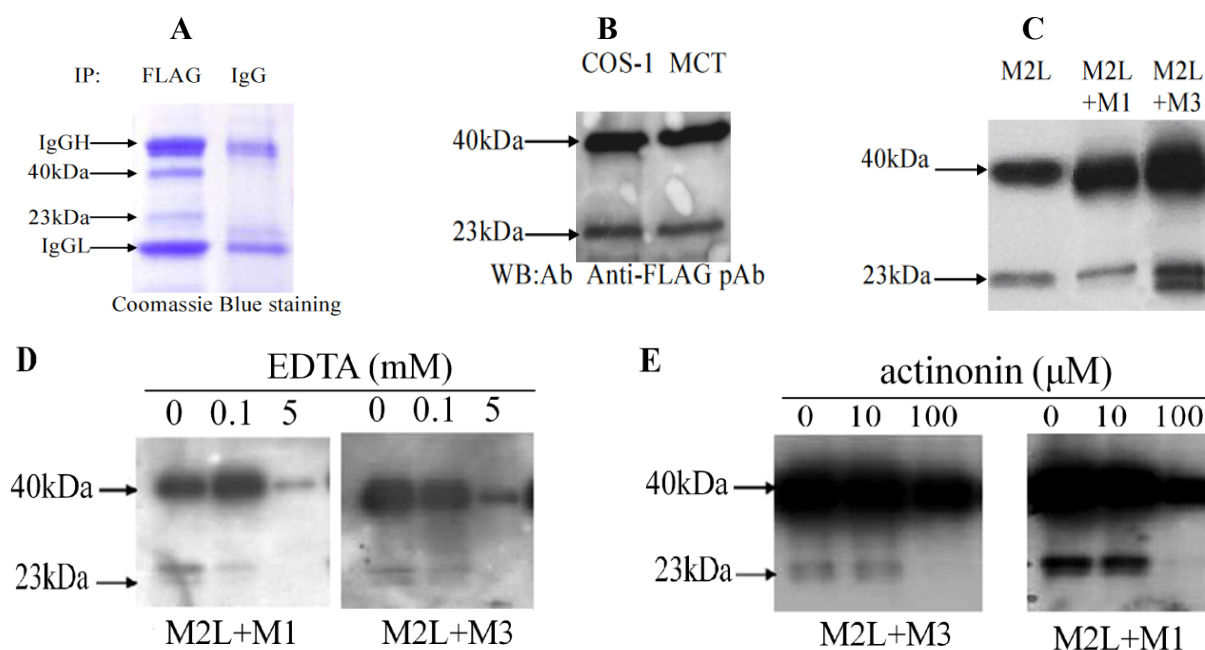 A
IP: FLAG IgG
IgGH
40kDa
23kDa
IgGL
Coomassie Blue staining
B
COS-1 MCT
40kDa
23kDa
WB:Ab Anti-FLAG pAb
C
M2L M2L M2L
+M1 +M3
40kDa
23kDa
D
EDTA (mM)
0 0.1 5 0 0.1 5
40kDa
23kDa
M2L+M1 M2L+M3
E
actinonin (μM)
0 10 100 0 10 100
40kDa
23kDa
M2L+M3 M2L+M1